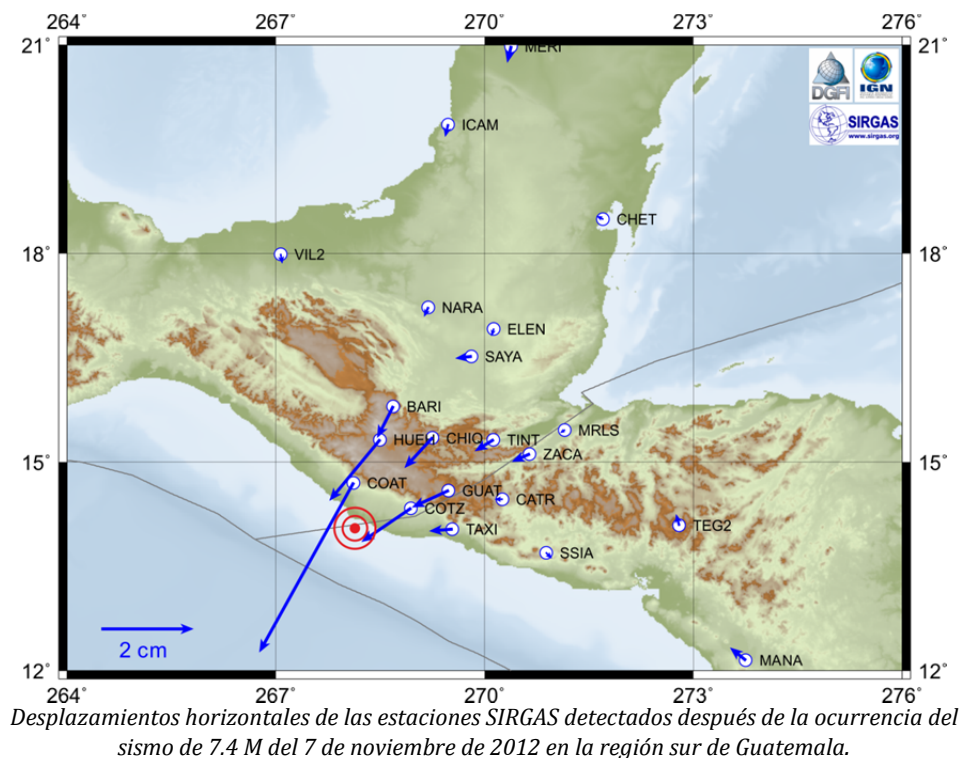 264° 267° 270° 273° 276°
21° 21°
MERI
DGFI IGN
ICAM
SIRGAS
www.sirgas.org
CHET
18° VIL2 18°
NARA
ELEN
SAYA
BARI
HUEH CHIQ TINT MRLS
ZACA
15° 15°
COAT GUAT CATR
COTZ
TAXI TEG2
SSIA
2 cm
MANA
12° 12°
264° 267° 270° 273° 276°
Desplazamientos horizontales de las estaciones SIRGAS detectados después de la ocurrencia del
sismo de 7.4 M del 7 de noviembre de 2012 en la región sur de Guatemala.